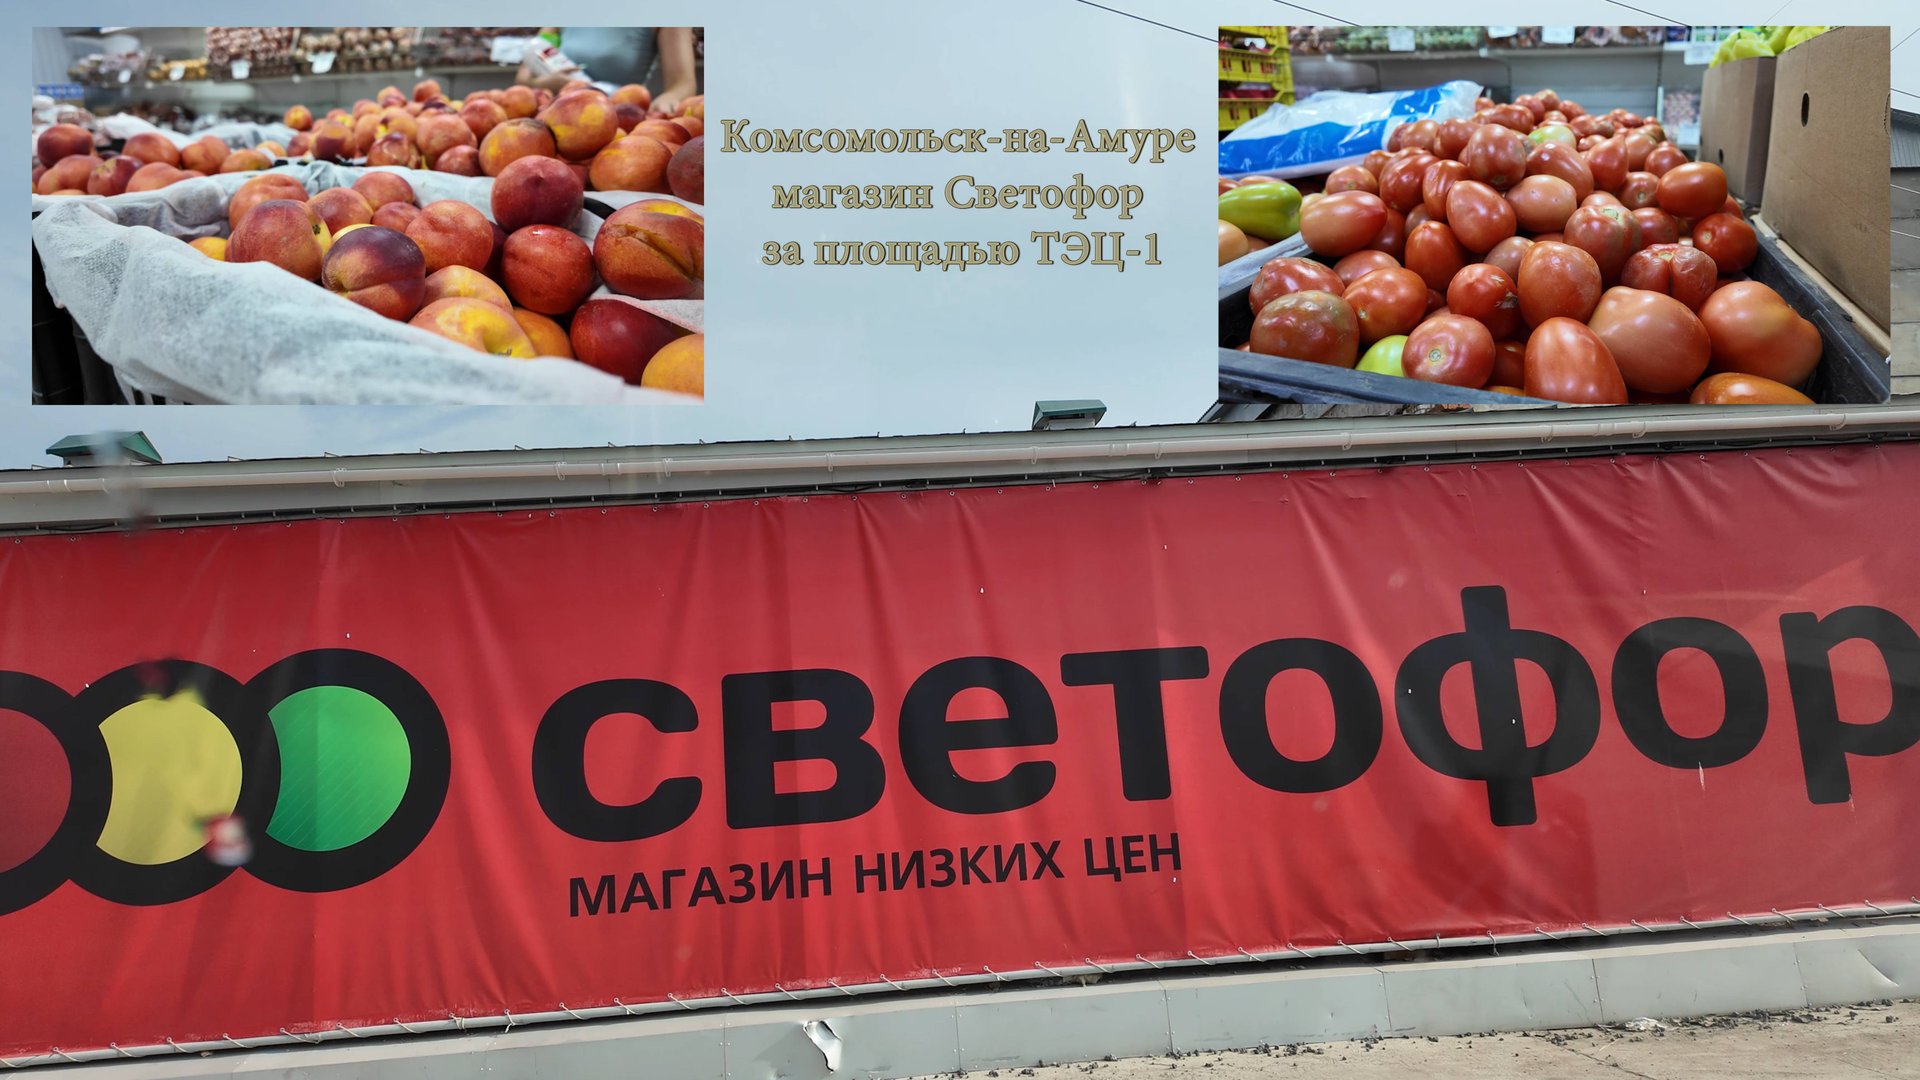 Комсомольск-на-Амуре
магазин Светофор
за площадью ТЭЦ-1
светофор
МАГАЗИН НИЗКИХ ЦЕН